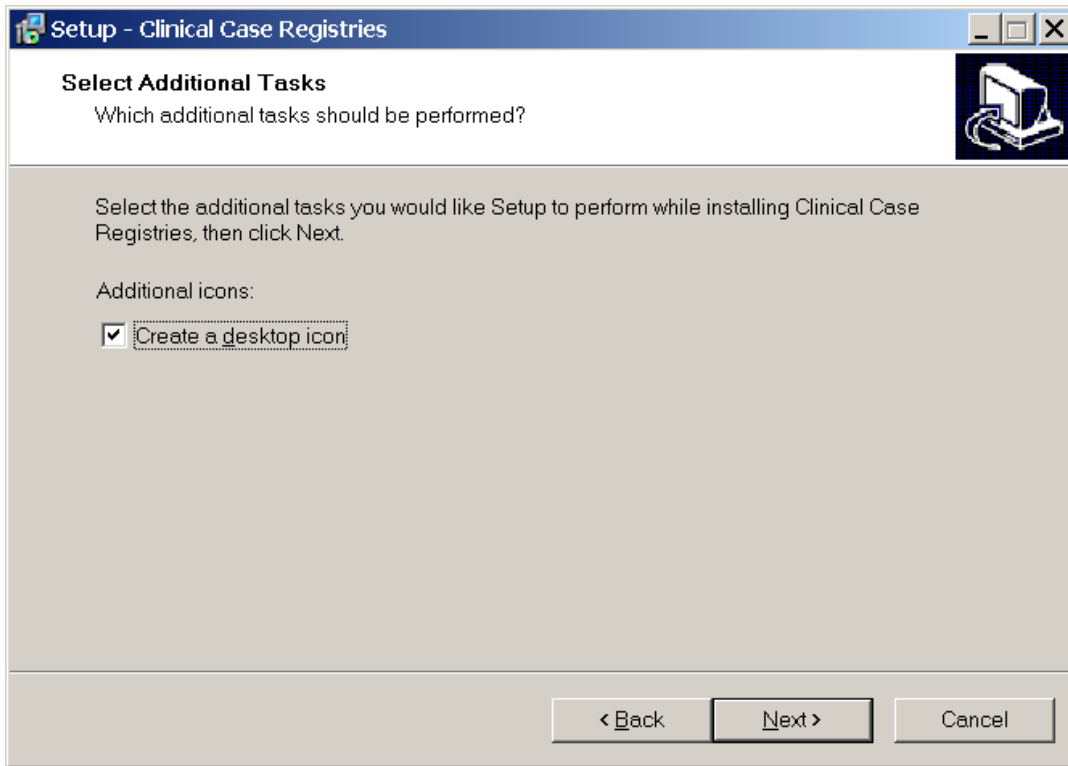 Setup - Clinical Case Registries
Select Additional Tasks
Which additional tasks should be performed?
Select the additional tasks you would like Setup to perform while installing Clinical Case
Registries, then click Next.
Additional icons:
Create a desktop icon
< Back Next > Cancel